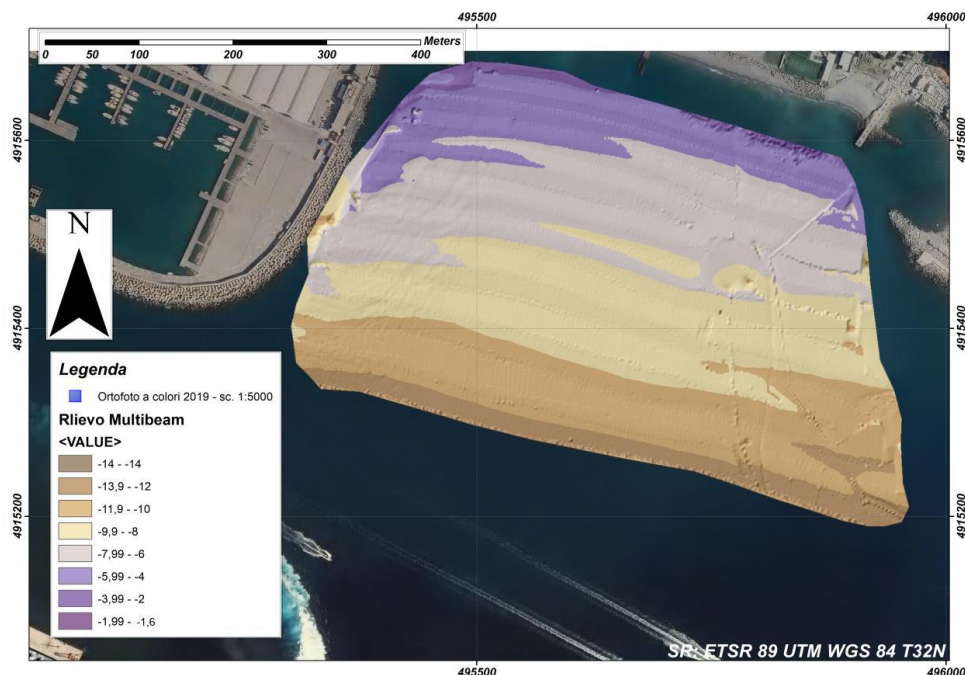 495500 496000
Meters
0 50 100 200 300 400
4915600 4915600
N
4915400 4915400
Legenda
Ortofoto a colori 2019 - sc. 1:5000
Rlievo Multibeam
<VALUE>
-14 - -14
-13,9 - -12
-11,9 - -10
-9,9 - -8
-7,99 - -6
-5,99 - -4
-3,99 - -2
-1,99 - -1,6
4915200 4915200
SR: ETSR 89 UTM WGS 84 T32N
495500 496000